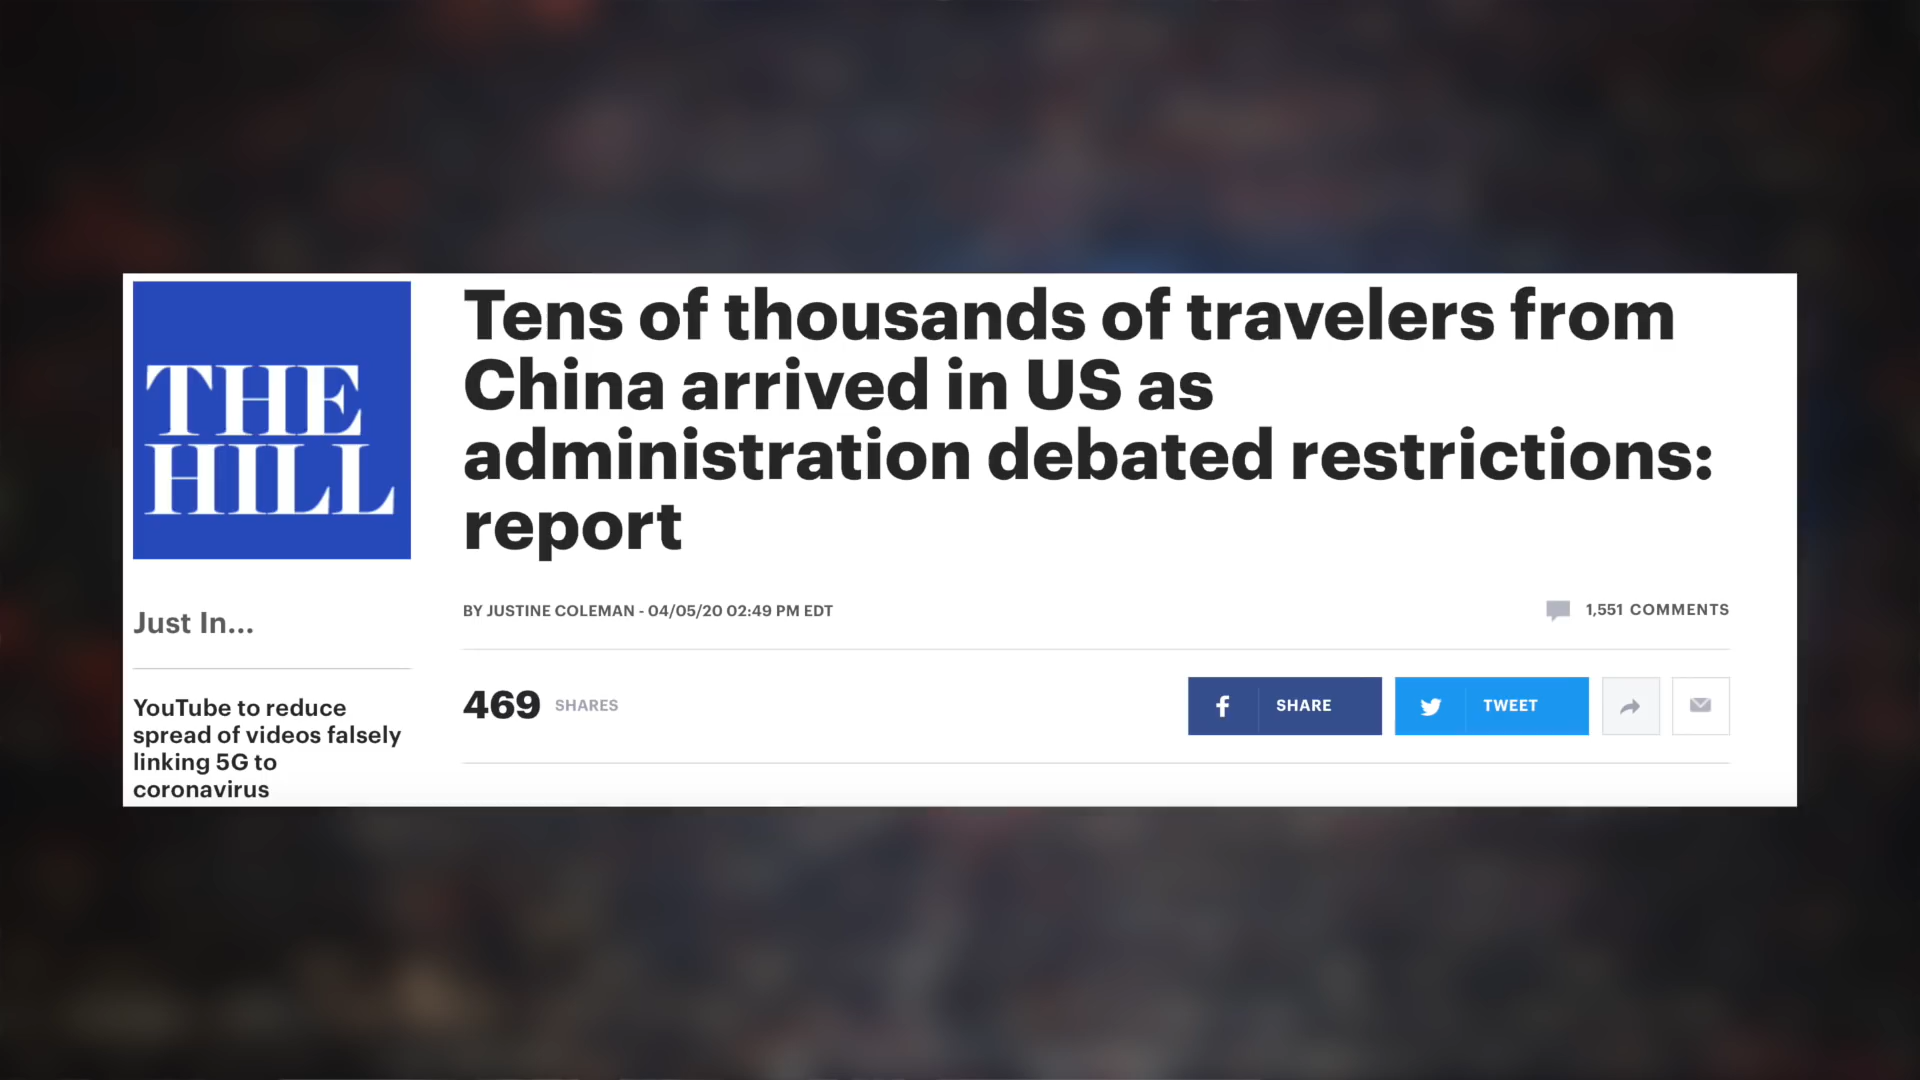 THE
HILL
Just In...
YouTube to reduce
spread of videos falsely
linking 5G to
coronavirus
Tens of thousands of travelers from
China arrived in US as
administration debated restrictions:
report
BY JUSTINE COLEMAN - 04/05/20 02:49 PM EDT
1,551 COMMENTS
469 SHARES
f SHARE
TWEET